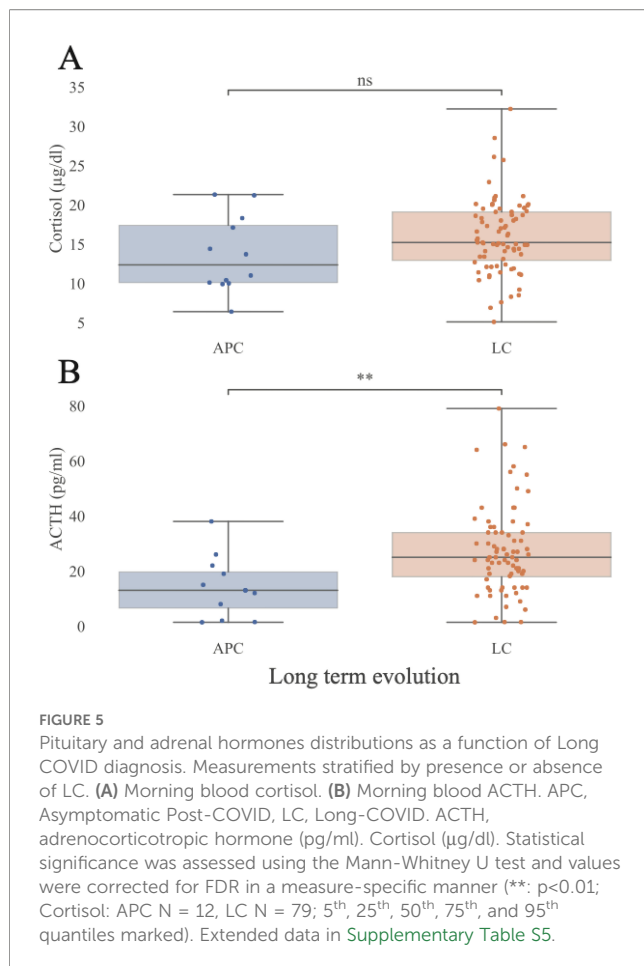 A
ns
35
30
25
20
15
10
5
Cortisol (µg/dl)
APC
LC
B
**
80
60
40
20
0
ACTH (pg/ml)
APC
LC
Long term evolution
FIGURE 5
Pituitary and adrenal hormones distributions as a function of Long
COVID diagnosis. Measurements stratified by presence or absence
of LC. (A) Morning blood cortisol. (B) Morning blood ACTH. APC,
Asymptomatic Post-COVID, LC, Long-COVID. ACTH,
adrenocorticotropic hormone (pg/ml). Cortisol (µg/dl). Statistical
significance was assessed using the Mann-Whitney U test and values
were corrected for FDR in a measure-specific manner (**: p<0.01;
Cortisol: APC N = 12, LC N = 79; 5th, 25th, 50th, 75th, and 95th
quantiles marked). Extended data in Supplementary Table S5.